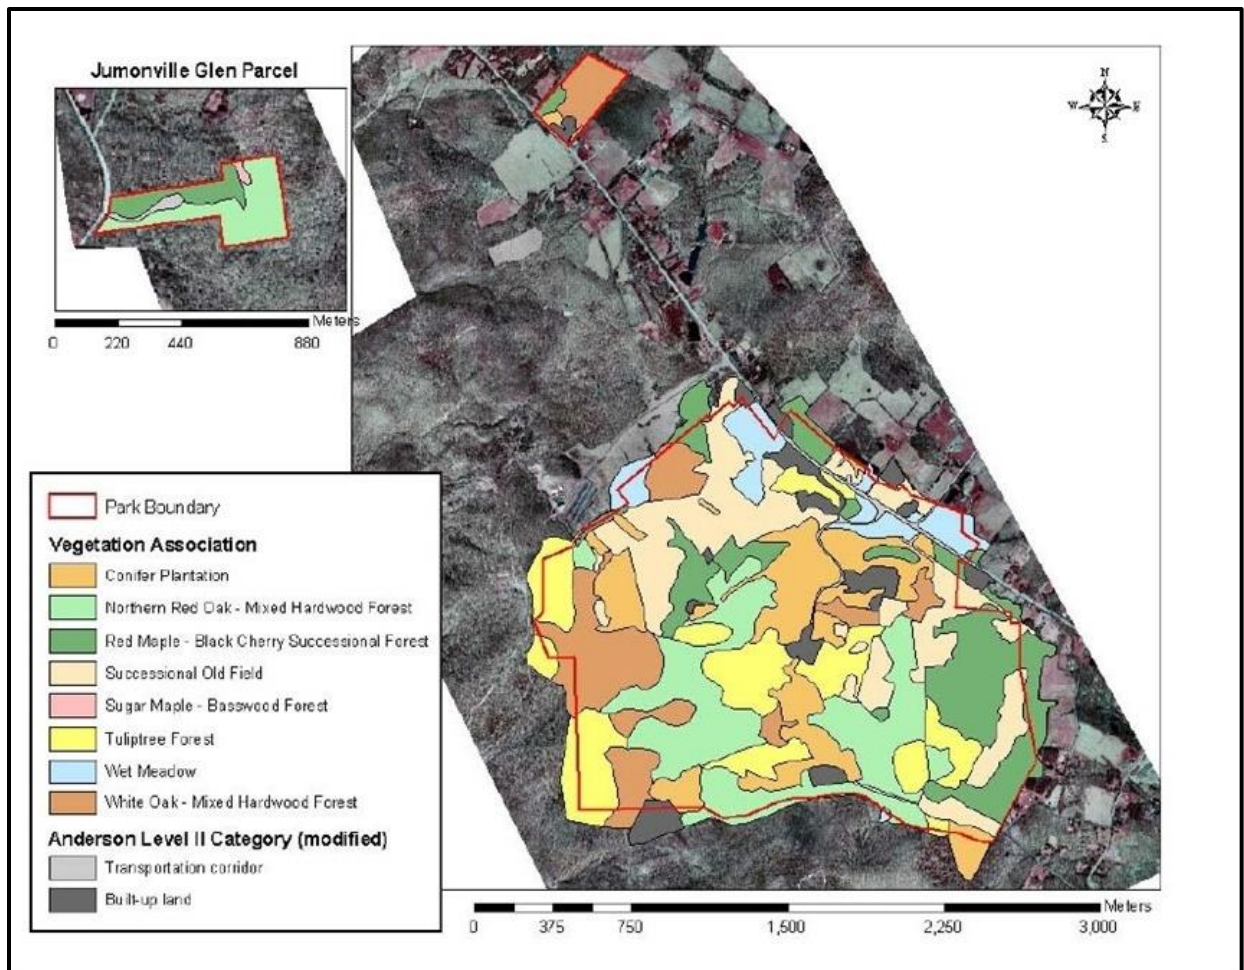 Jumonville Glen Parcel
N
W E
S
Meters
0 220 440 880
Park Boundary
Vegetation Association
Conifer Plantation
Northern Red Oak - Mixed Hardwood Forest
Red Maple - Black Cherry Successional Forest
Successional Old Field
Sugar Maple - Basswood Forest
Tuliptree Forest
Wet Meadow
White Oak - Mixed Hardwood Forest
Anderson Level II Category (modified)
Transportation corridor
Built-up land
Meters
0 375 750 1,500 2,250 3,000